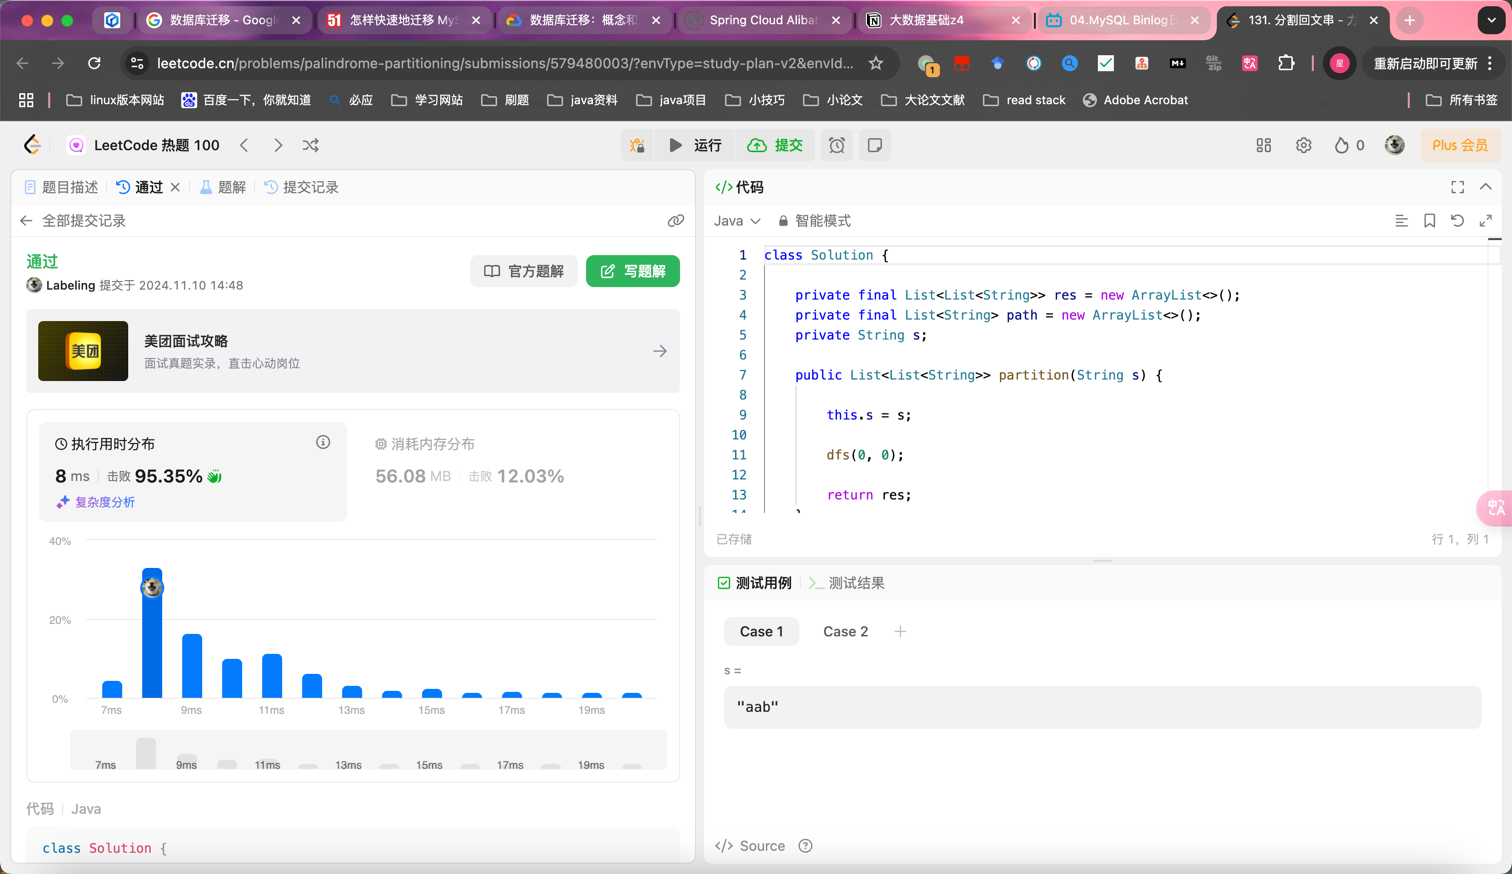 数据库迁移 - Googl
51 怎样快速地迁移 MyS
数据库迁移：概念和
Spring Cloud Alibal
大数据基础z4
04.MySQL Binlog E
131. 分割回文串 - 力
leetcode.cn/problems/palindrome-partitioning/submissions/579480003/?envType=study-plan-v2&envId...
1
星
重新启动即可更新
linux版本网站
百度一下，你就知道
必应
学习网站
刷题
java资料
java项目
小技巧
小论文
大论文文献
read stack
Adobe Acrobat
所有书签
LeetCode 热题 100
运行
提交
0
Plus 会员
题目描述
通过
题解
提交记录
全部提交记录
通过
Labeling 提交于 2024.11.10 14:48
官方题解
写题解
美团
美团面试攻略
面试真题实录，直击心动岗位
执行用时分布
8 ms 击败 95.35%
复杂度分析
消耗内存分布
56.08 MB 击败 12.03%
40%
20%
0%
7ms 9ms 11ms 13ms 15ms 17ms 19ms
7ms 9ms 11ms 13ms 15ms 17ms 19ms
代码 Java
class Solution {
</>代码
Java 智能模式
1 class Solution {
2
3 private final List<List<String>> res = new ArrayList<>();
4 private final List<String> path = new ArrayList<>();
5 private String s;
6
7 public List<List<String>> partition(String s) {
8
9 this.s = s;
10
11 dfs(0, 0);
12
13 return res;
14 }
已存储
行 1, 列 1
测试用例
>_ 测试结果
Case 1
Case 2
s =
"aab"
</> Source